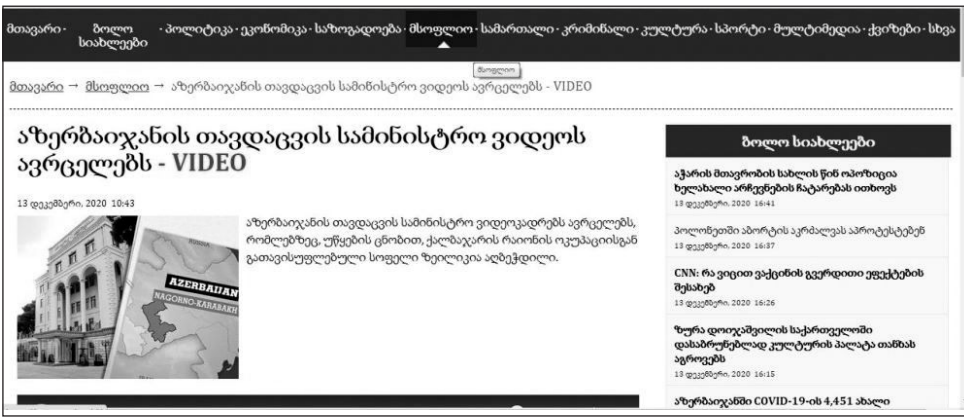 მთავარი · ბოლო სიახლეები · პოლიტიკა · ეკონომიკა · საზოგადოება · მსოფლიო · სამართალი · კრიმინალი · კულტურა · სპორტი · მულტიმედია · ქვიზები · სხვა
მსოფლიო
მთავარი → მსოფლიო → აზერბაიჯანის თავდაცვის სამინისტრო ვიდეოს ავრცელებს - VIDEO
აზერბაიჯანის თავდაცვის სამინისტრო ვიდეოს
ავრცელებს - VIDEO
13 დეკემბერი, 2020 10:43
RUSSIA
AZERBAIJAN
NAGORNO-KARABAKH
აზერბაიჯანის თავდაცვის სამინისტრო ვიდეოკადრებს ავრცელებს,
რომლებზეც, უწყების ცნობით, ქალბაჯარის რაიონის ოკუპაციისგან
გათავისუფლებული სოფელი ზეილიკია აღბეჭდილი.
ბოლო სიახლეები
აჭარის მთავრობის სახლის წინ ოპოზიცია
ხელახალი არჩევნების ჩატარებას ითხოვს
13 დეკემბერი, 2020 16:41
პოლონეთში აბორტის აკრძალვას აპროტესტებენ
13 დეკემბერი, 2020 16:37
CNN: რა ვიცით ვაქცინის გვერდითი ეფექტების
შესახებ
13 დეკემბერი, 2020 16:26
ზურა დოიჯაშვილის საქართველოში
დასაბრუნებლად კულტურის პალატა თანხას
აგროვებს
13 დეკემბერი, 2020 16:15
აზერბაიჯანში COVID-19-ის 4,451 ახალი